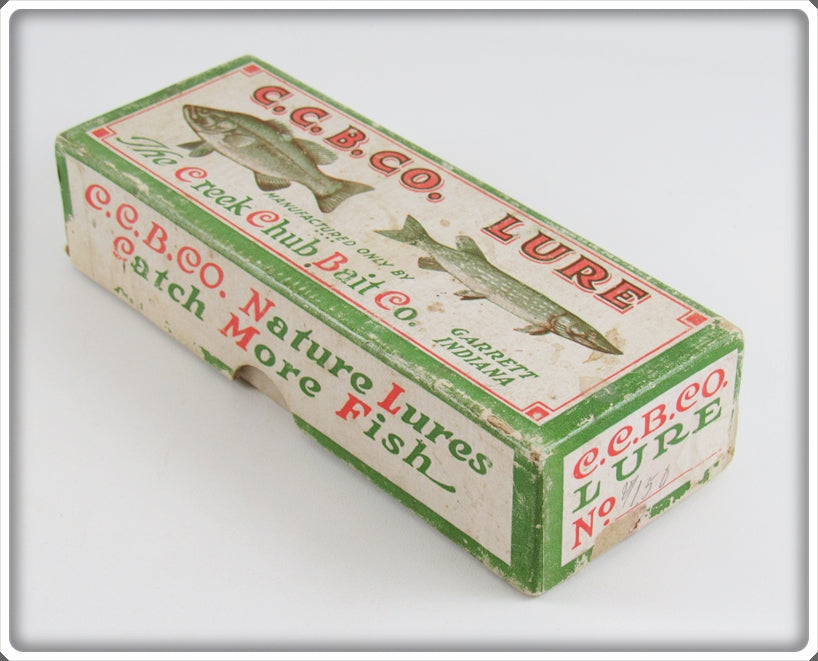 C.C.B.CO. LURE
The Creek Chub Bait Co.
MANUFACTURED ONLY BY
GARRETT
INDIANA
C.C.B.CO. Nature Lures
Catch More Fish
C.C.B.CO.
LURE
No